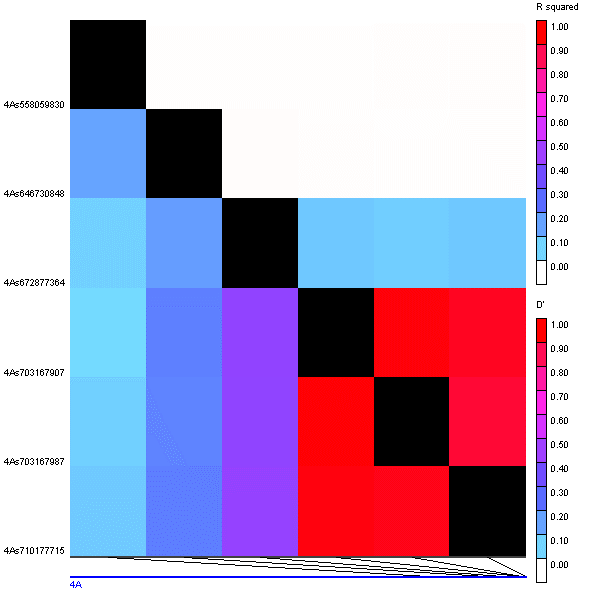 R squared
1.00
0.90
0.80
0.70
0.60
0.50
0.40
0.30
0.20
0.10
0.00
4As558059830
4As646730848
4As672877364
4As703167907
4As703167987
4As710177715
D'
1.00
0.90
0.80
0.70
0.60
0.50
0.40
0.30
0.20
0.10
0.00
4A